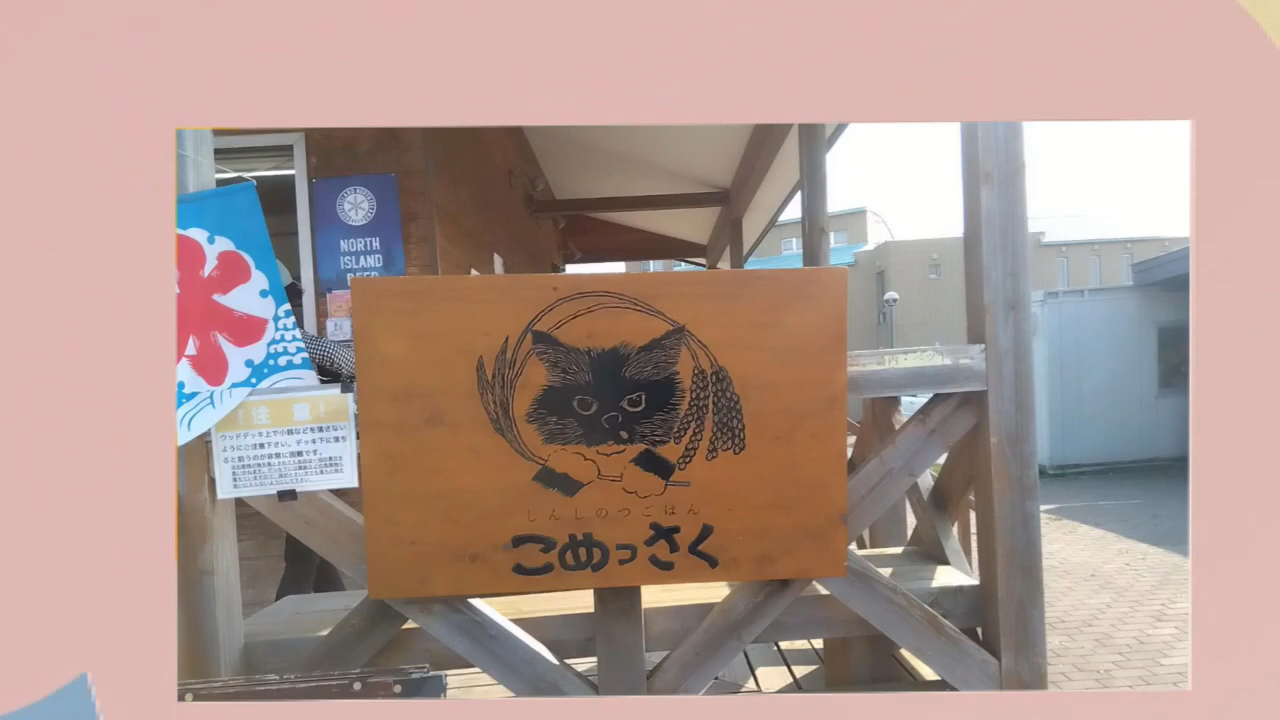 NORTH
ISLAND
BEER
！注 意！
ウッドデッキ上で小銭などを落さない
ようにご注意下さい。デッキ下に落ち
ると拾うのが非常に困難です。
しんしのつごはん
こめっさく